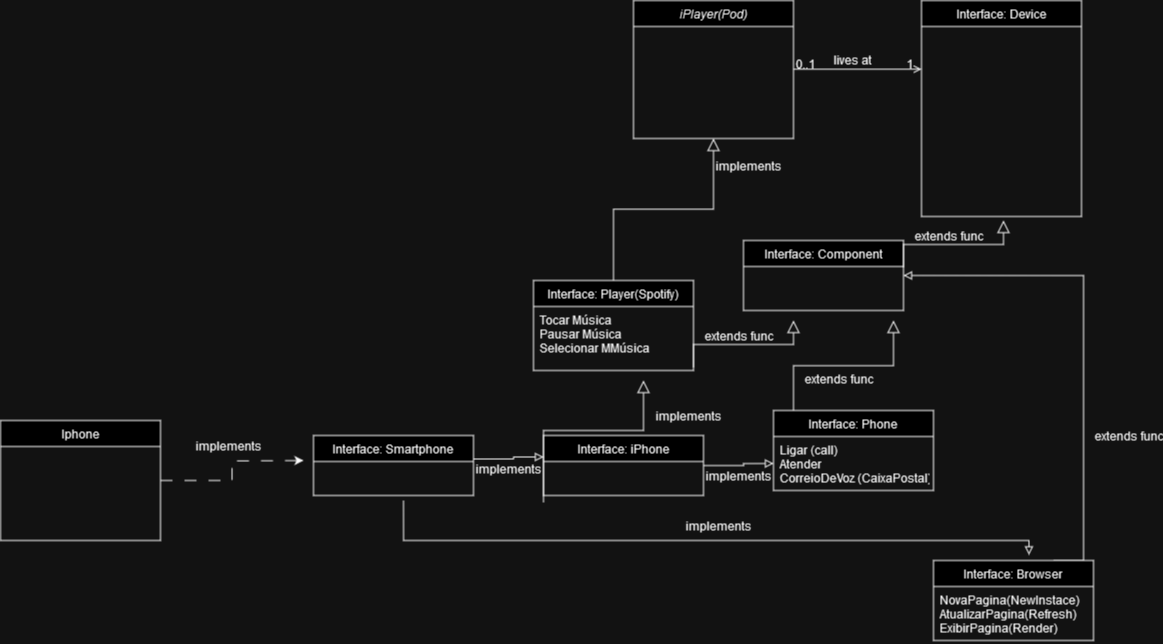 iPlayer(Pod)
Interface: Device
0..1
lives at
1
implements
extends func
Interface: Component
Interface: Player(Spotify)
Tocar Música
Pausar Música
Selecionar MMúsica
extends func
extends func
implements
Iphone
implements
Interface: Smartphone
implements
Interface: iPhone
implements
Interface: Phone
Ligar (call)
Atender
CorreioDeVoz (CaixaPostal)
extends func
implements
Interface: Browser
NovaPagina(NewInstace)
AtualizarPagina(Refresh)
ExibirPagina(Render)